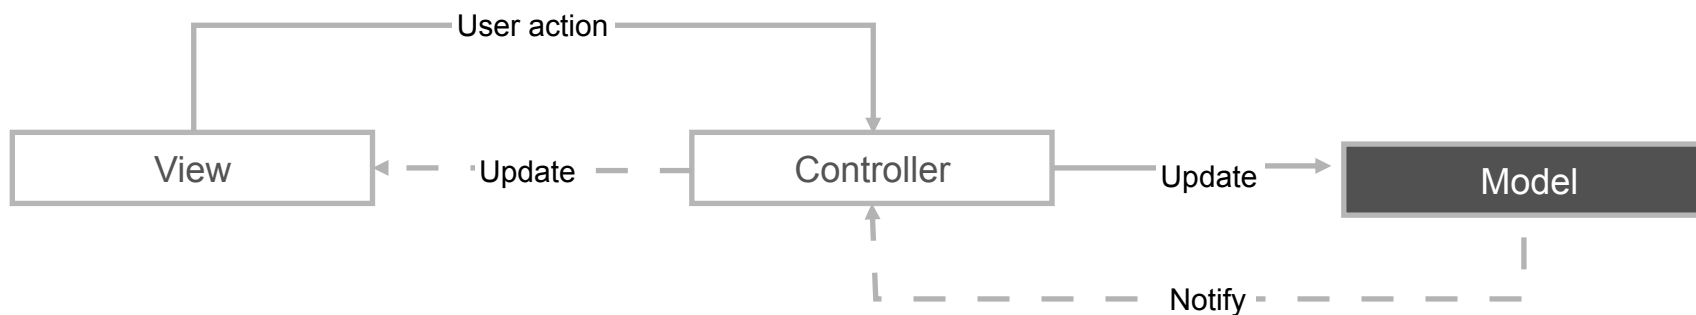 User action
View
Update
Controller
Update
Model
Notify